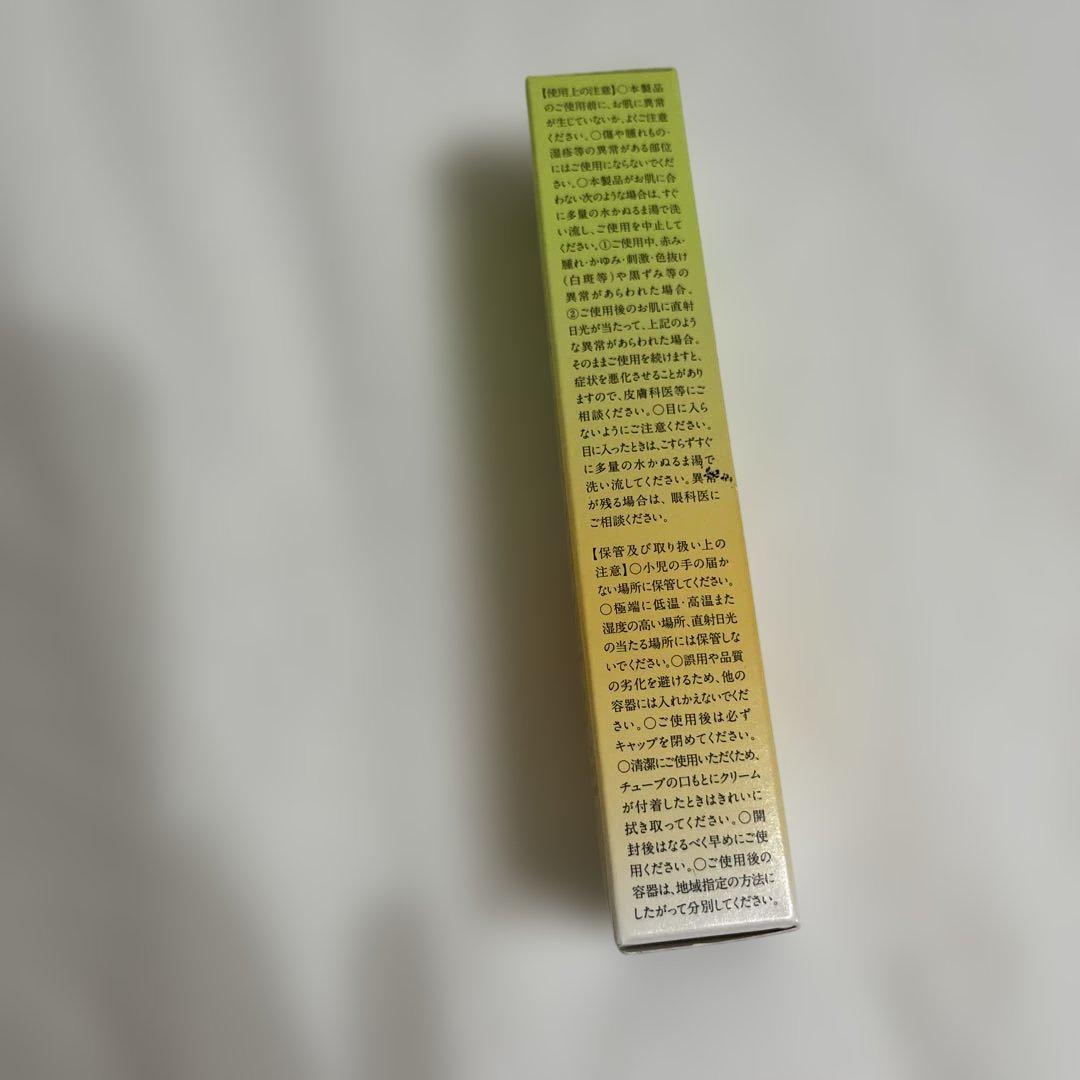 【使用上の注意】○本製品
のご使用前に、お肌に異常
が生じていないか、よくご注意
ください。○傷や腫れもの・
湿疹等の異常がある部位
にはご使用にならないでくだ
さい。○本製品がお肌に合
わない次のような場合は、すぐ
に多量の水かぬるま湯で洗
い流し、ご使用を中止して
ください。①ご使用中、赤み・
腫れ・かゆみ・刺激・色抜け
(白斑等)や黒ずみ等の
異常があらわれた場合。
②ご使用後のお肌に直射
日光が当たって、上記のよう
な異常があらわれた場合。
そのままご使用を続けますと、
症状を悪化させることがあり
ますので、皮膚科医等にご
相談ください。○目に入ら
ないようにご注意ください。
目に入ったときは、こすらずすぐ
に多量の水かぬるま湯で
洗い流してください。異常
が残る場合は、眼科医に
ご相談ください。
【保管及び取り扱い上の
注意】○小児の手の届か
ない場所に保管してください。
○極端に低温・高温また
湿度の高い場所、直射日光
の当たる場所には保管しな
いでください。○誤用や品質
の劣化を避けるため、他の
容器には入れかえないでくだ
さい。○ご使用後は必ず
キャップを閉めてください。
○清潔にご使用いただくため、
チューブの口もとにクリーム
が付着したときはきれいに
拭き取ってください。○開
封後はなるべく早めにご使
用ください。○ご使用後の
容器は、地域指定の方法に
したがって分別してください。